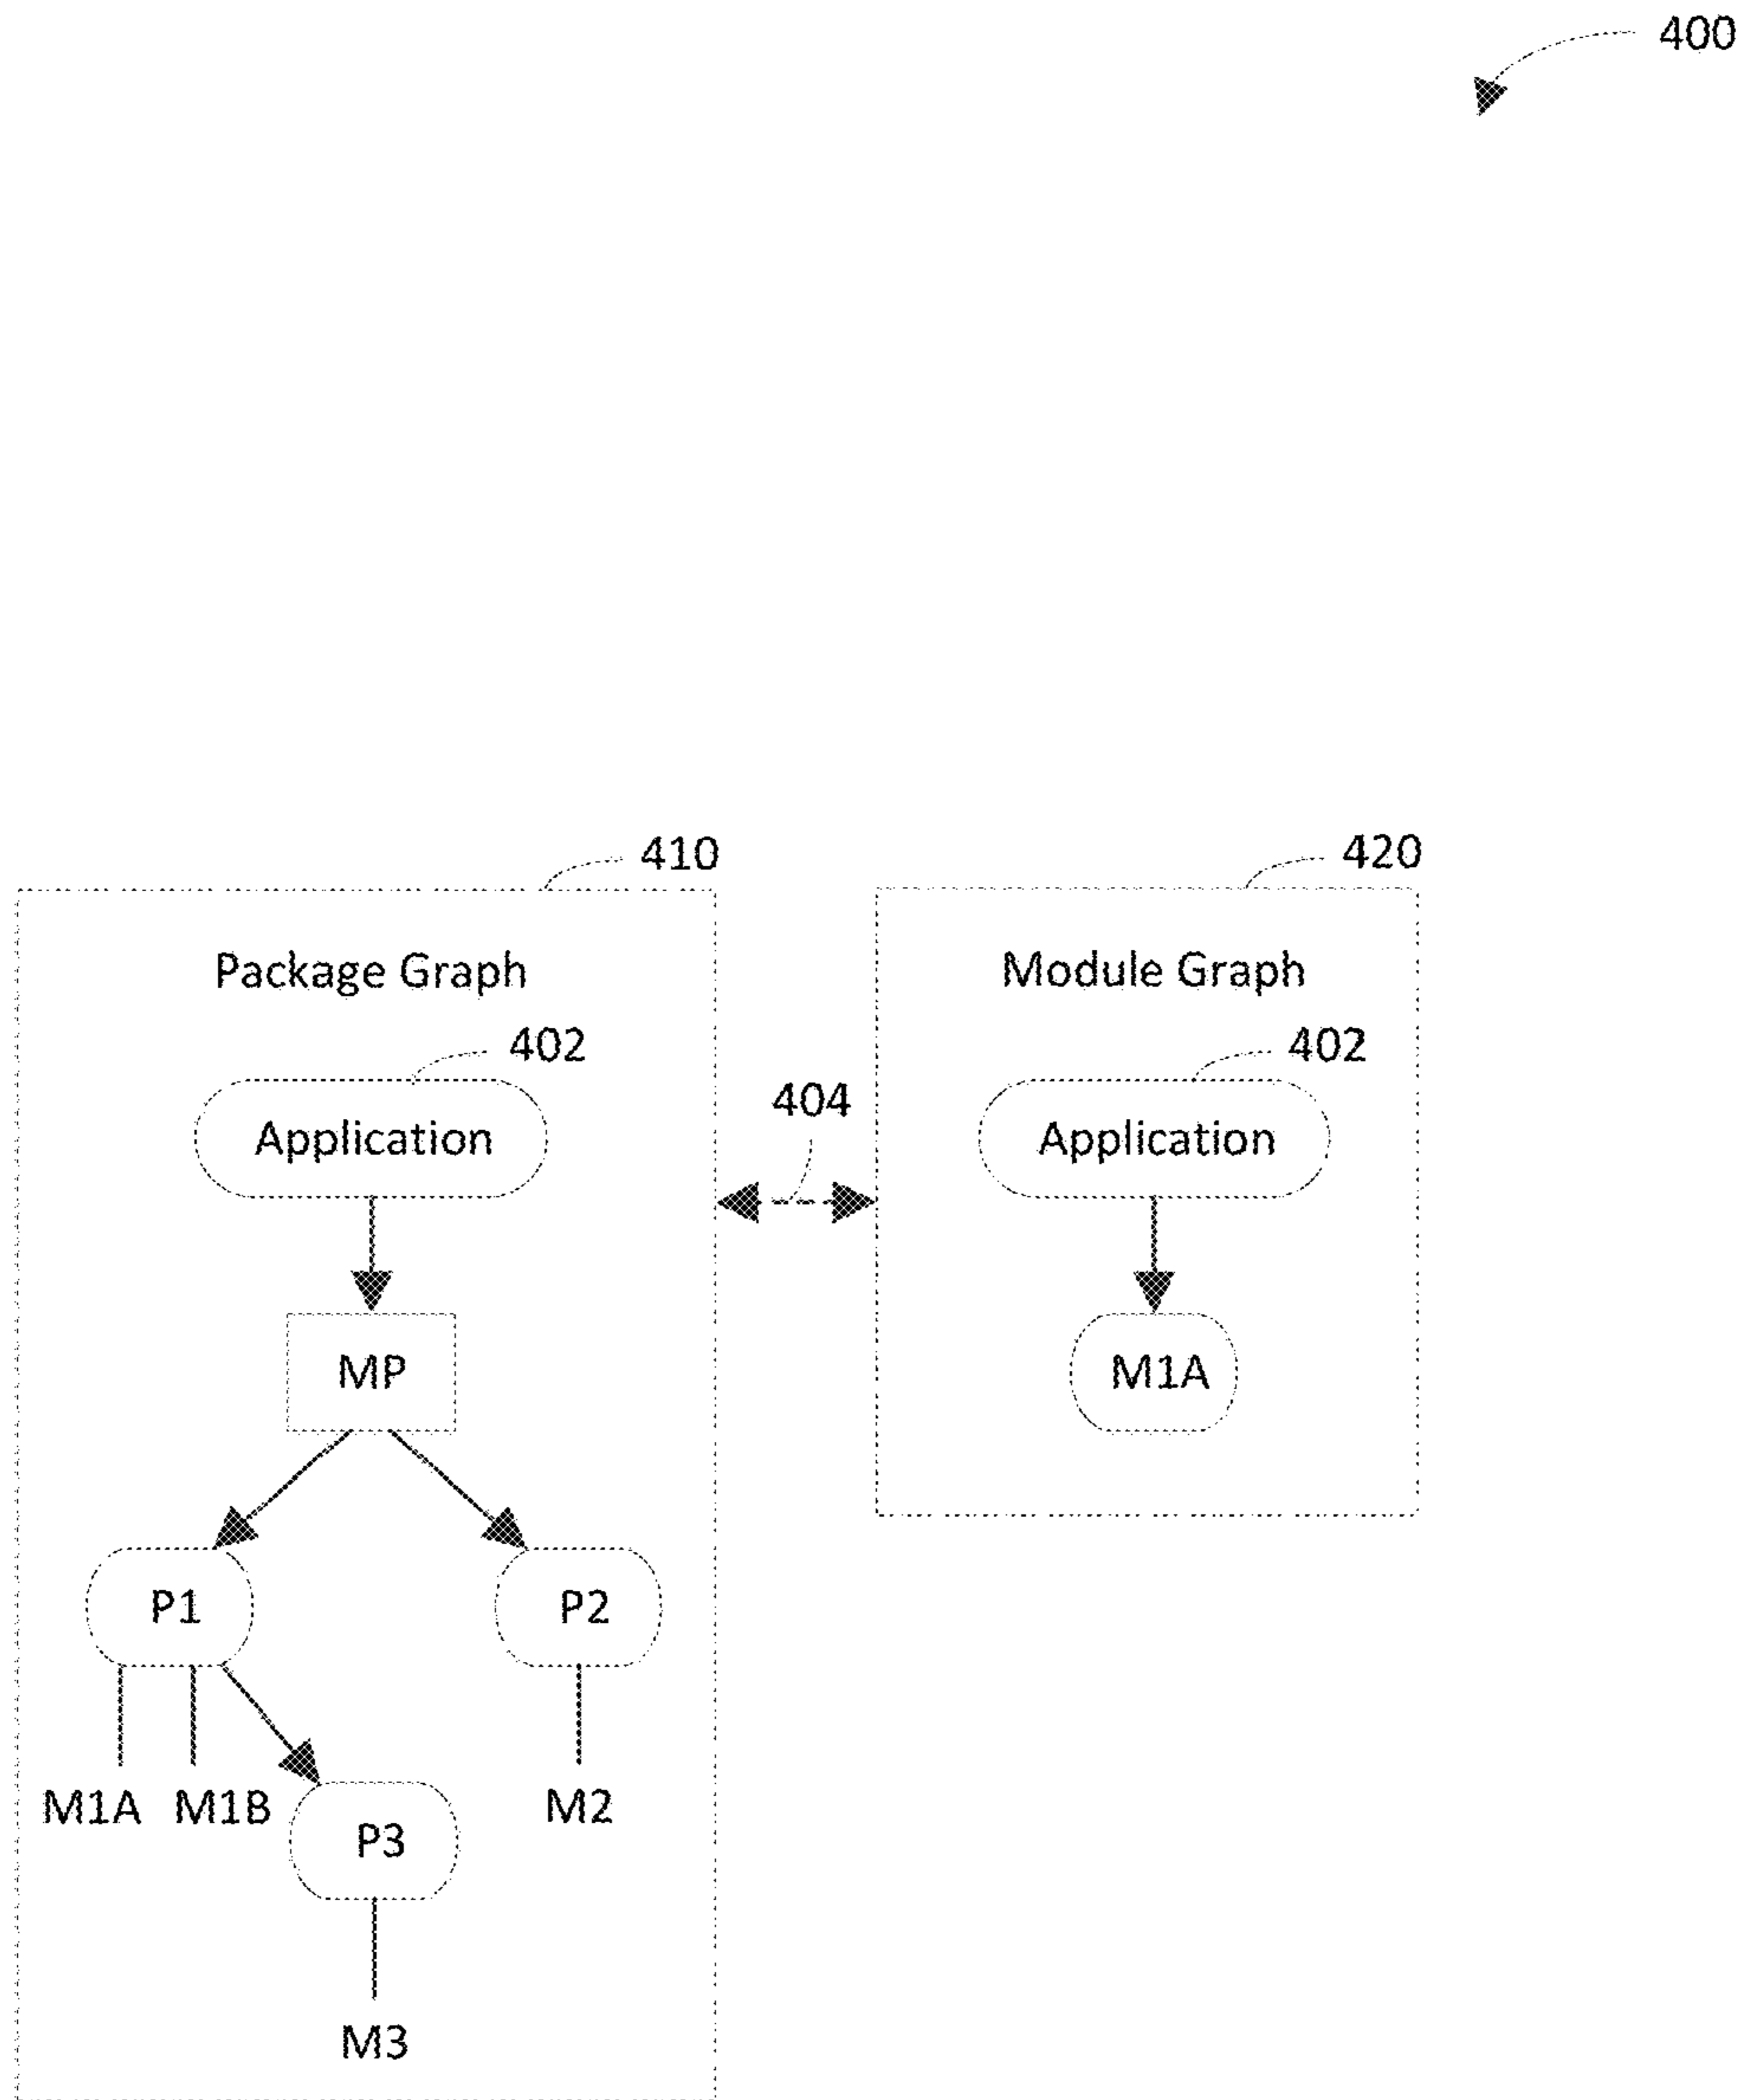 400
410
420
Package Graph
Module Graph
402
402
404
Application
Application
MP
M1A
P1
P2
M1A
M1B
M2
P3
M3